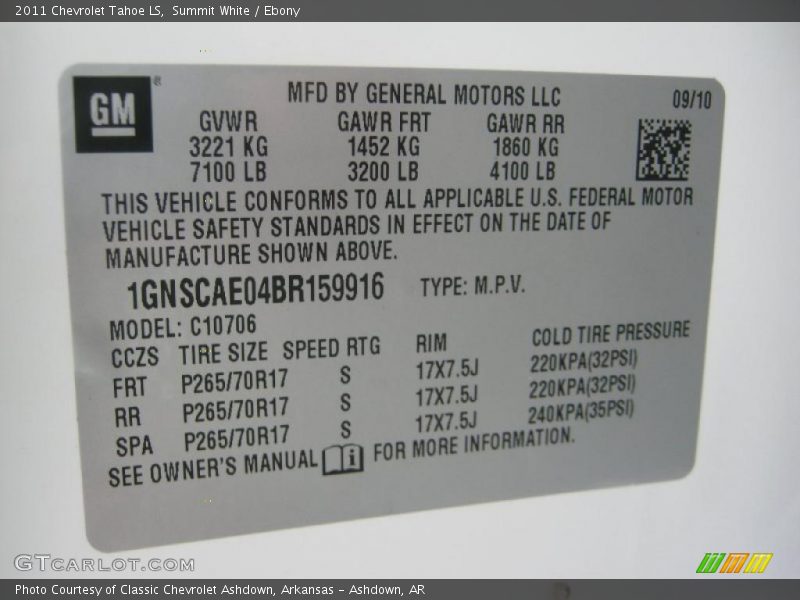 2011 Chevrolet Tahoe LS,  Summit White / Ebony
GM ®
MFD BY GENERAL MOTORS LLC 09/10
GVWR GAWR FRT GAWR RR
3221 KG 1452 KG 1860 KG
7100 LB 3200 LB 4100 LB
THIS VEHICLE CONFORMS TO ALL APPLICABLE U.S. FEDERAL MOTOR
VEHICLE SAFETY STANDARDS IN EFFECT ON THE DATE OF
MANUFACTURE SHOWN ABOVE.
1GNSCAE04BR159916 TYPE: M.P.V.
MODEL: C10706
CCZS TIRE SIZE SPEED RTG RIM COLD TIRE PRESSURE
FRT P265/70R17 S 17X7.5J 220KPA(32PSI)
RR P265/70R17 S 17X7.5J 220KPA(32PSI)
SPA P265/70R17 S 17X7.5J 240KPA(35PSI)
SEE OWNER'S MANUAL i FOR MORE INFORMATION.
GTCARLOT.COM
Photo Courtesy of Classic Chevrolet Ashdown, Arkansas - Ashdown, AR